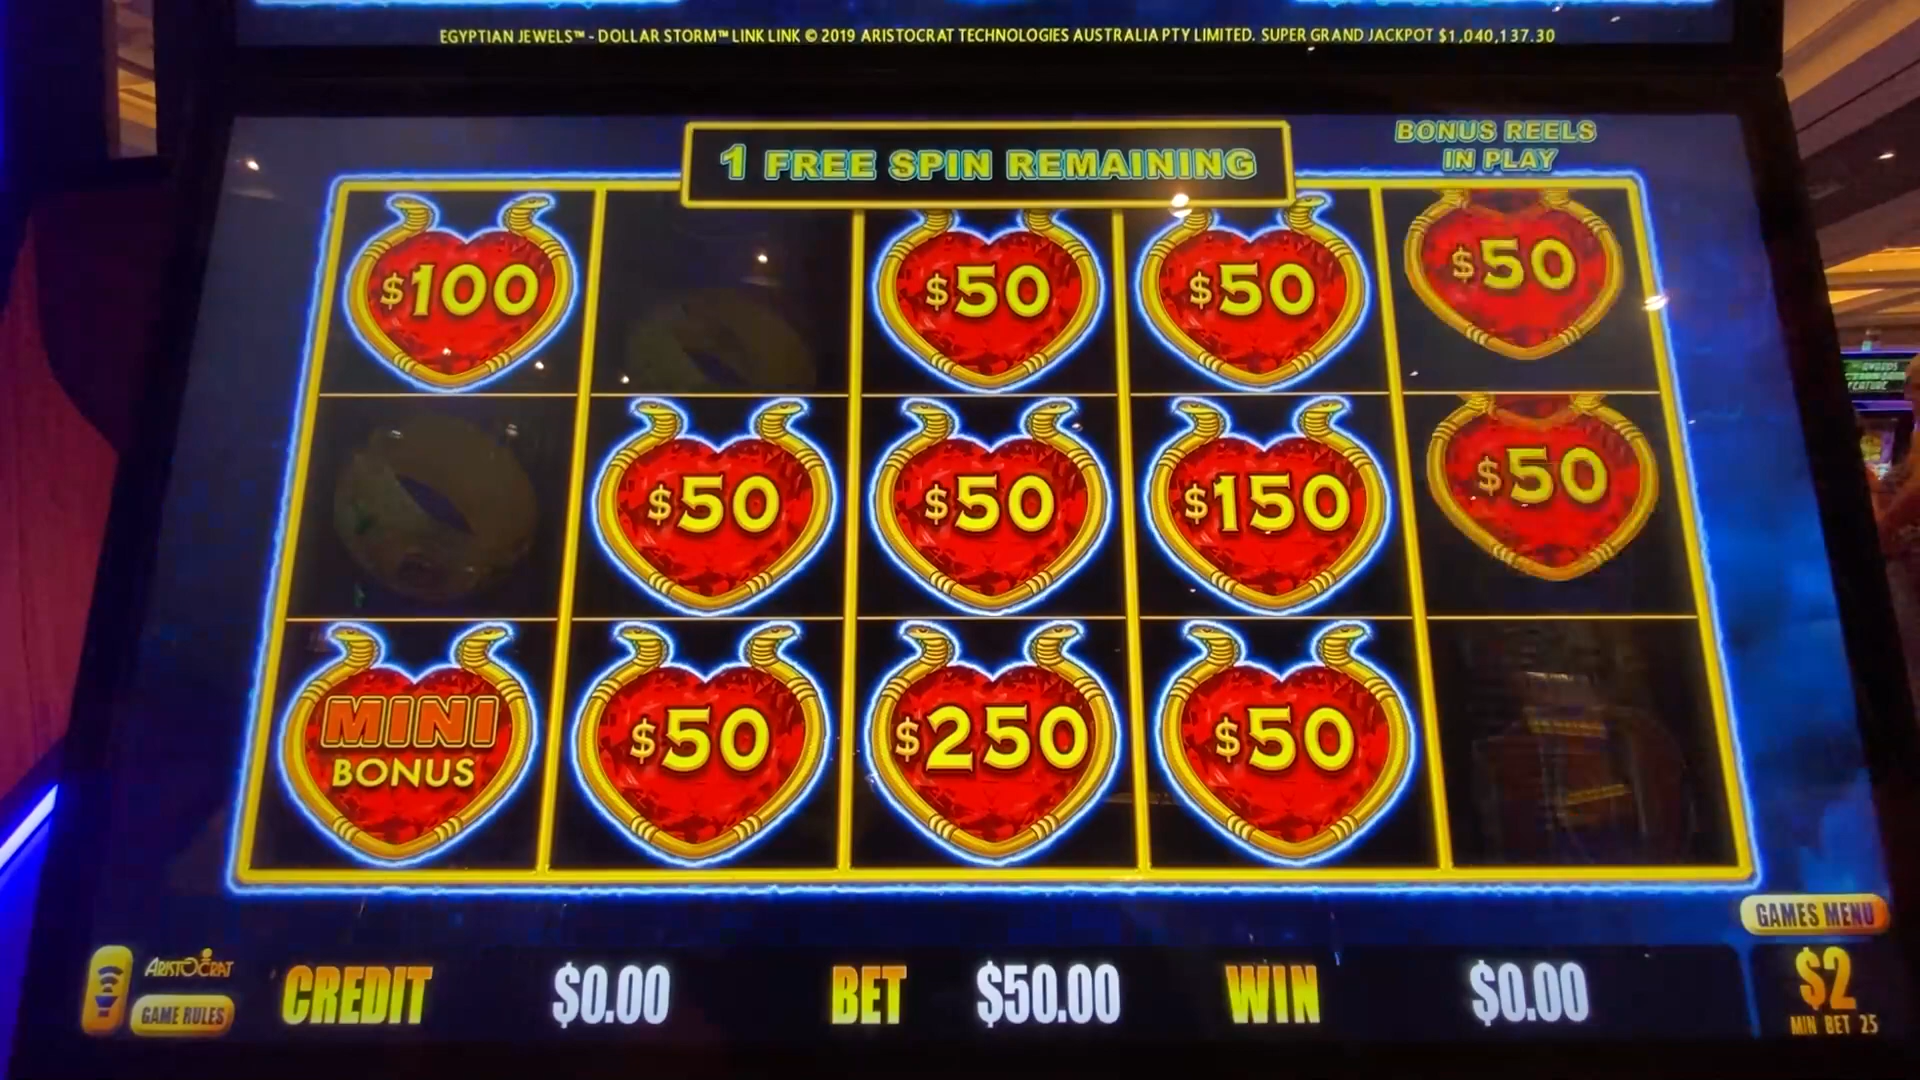 EGYPTIAN JEWELS™ - DOLLAR STORM™ LINK LINK © 2019 ARISTOCRAT TECHNOLOGIES AUSTRALIA PTY LIMITED. SUPER GRAND JACKPOT $1,040,137.30
1 FREE SPIN REMAINING
BONUS REELS
IN PLAY
$100
$50
$50
$50
$50
$50
$150
$50
MINI
BONUS
$50
$250
$50
GAMES MENU
ARISTOCRAT
GAME RULES
CREDIT $0.00 BET $50.00 WIN $0.00
$2
MIN BET 25